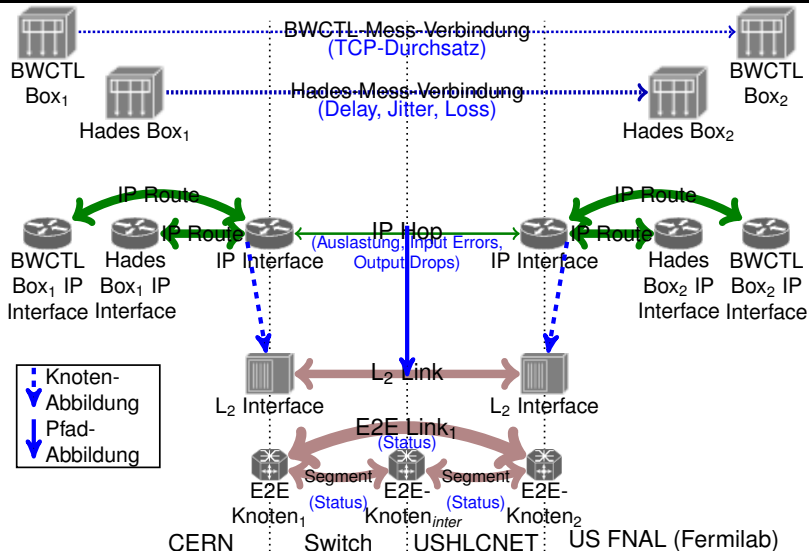 BWCTL-Mess-Verbindung
(TCP-Durchsatz)
BWCTL
Box1
BWCTL
Box2
Hades-Mess-Verbindung
(Delay, Jitter, Loss)
Hades Box1
Hades Box2
IP Route
IP Route
IP Route
IP Hop
IP Route
(Auslastung, Input Errors,
Output Drops)
BWCTL
Box1 IP
Interface
Hades
Box1 IP
Interface
IP Interface
IP Interface
Hades
Box2 IP
Interface
BWCTL
Box2 IP
Interface
Knoten-
Abbildung
Pfad-
Abbildung
L2 Link
L2 Interface
L2 Interface
E2E Link1
(Status)
Segment
(Status)
Segment
(Status)
E2E
Knoten1
E2E-
Knoteninter
E2E-
Knoten2
CERN
Switch
USHLCNET
US FNAL (Fermilab)